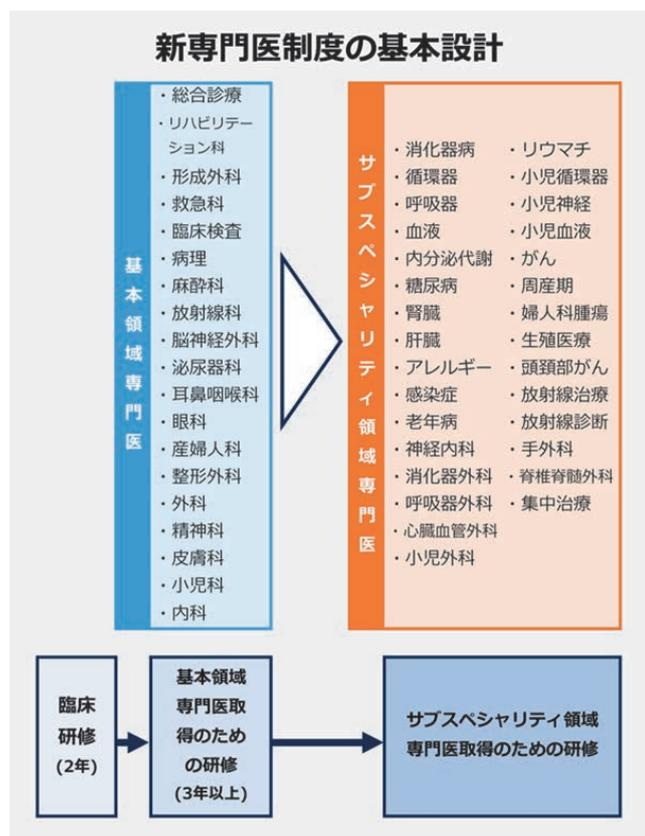 新専門医制度の基本設計
基本領域専門医
・総合診療
・リハビリテー
ション科
・形成外科
・救急科
・臨床検査
・病理
・麻酔科
・放射線科
・脳神経外科
・泌尿器科
・耳鼻咽喉科
・眼科
・産婦人科
・整形外科
・外科
・精神科
・皮膚科
・小児科
・内科
サブスペシャリティ領域専門医
・消化器病
・循環器
・呼吸器
・血液
・内分泌代謝
・糖尿病
・腎臓
・肝臓
・アレルギー
・感染症
・老年病
・神経内科
・消化器外科
・呼吸器外科
・心臓血管外科
・小児外科
・リウマチ
・小児循環器
・小児神経
・小児血液
・がん
・周産期
・婦人科腫瘍
・生殖医療
・頭頚部がん
・放射線治療
・放射線診断
・手外科
・脊椎脊髄外科
・集中治療
臨床
研修
(2年)
基本領域
専門医取
得のため
の研修
(3年以上)
サブスペシャリティ領域
専門医取得のための研修